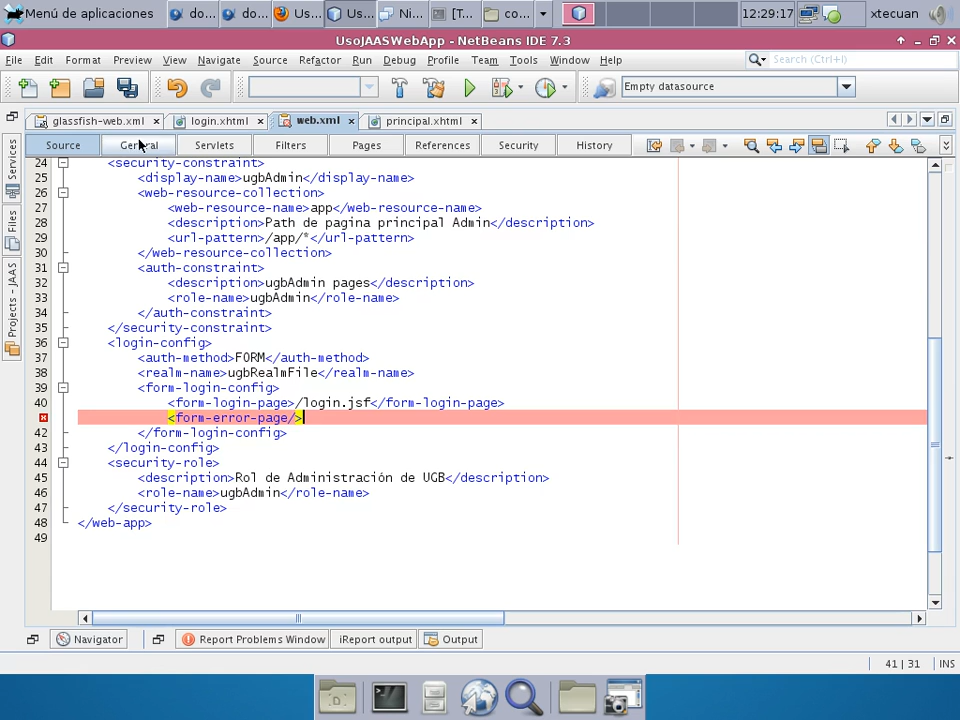 Menú de aplicaciones
do...
do...
Us...
Us...
Ni...
[T...
co...
12:29:17
xtecuan
UsoJAASWebApp - NetBeans IDE 7.3
File Edit View Navigate Source Refactor Run Debug Profile Team Tools Window Help
Search (Ctrl+I)
Empty datasource
glassfish-web.xml
login.xhtml
web.xml
principal.xhtml
Source General Servlets Filters Pages References Security History
Services
Files
Projects - JAAS
24 <security-constraint>
25 <display-name>ugbAdmin</display-name>
26 <web-resource-collection>
27 <web-resource-name>app</web-resource-name>
28 <description>Path de pagina principal Admin</description>
29 <url-pattern>/app/*</url-pattern>
30 </web-resource-collection>
31 <auth-constraint>
32 <description>ugbAdmin pages</description>
33 <role-name>ugbAdmin</role-name>
34 </auth-constraint>
35 </security-constraint>
36 <login-config>
37 <auth-method>FORM</auth-method>
38 <realm-name>ugbRealmFile</realm-name>
39 <form-login-config>
40 <form-login-page>/login.jsf</form-login-page>
<form-error-page/>
42 </form-login-config>
43 </login-config>
44 <security-role>
45 <description>Rol de Administración de UGB</description>
46 <role-name>ugbAdmin</role-name>
47 </security-role>
48 </web-app>
49
Navigator
Report Problems Window
iReport output
Output
41 | 31 INS